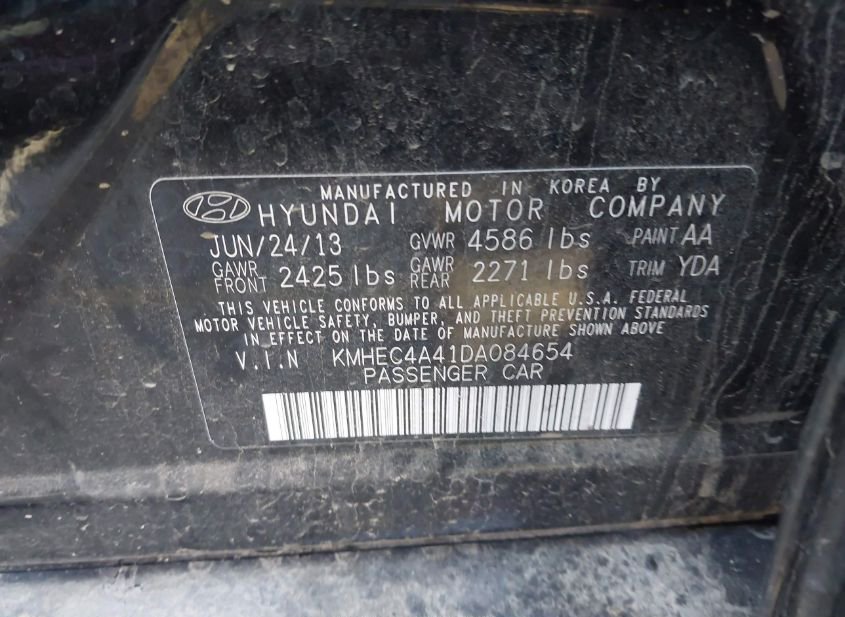 MANUFACTURED IN KOREA BY
HYUNDAI MOTOR COMPANY
JUN/24/13 GVWR 4586 lbs PAINT AA
GAWR FRONT 2425 lbs GAWR REAR 2271 lbs TRIM YDA
THIS VEHICLE CONFORMS TO ALL APPLICABLE U.S.A. FEDERAL
MOTOR VEHICLE SAFETY, BUMPER, AND THEFT PREVENTION STANDARDS
IN EFFECT ON THE DATE OF MANUFACTURE SHOWN ABOVE
V.I.N KMHEC4A41DA084654
PASSENGER CAR